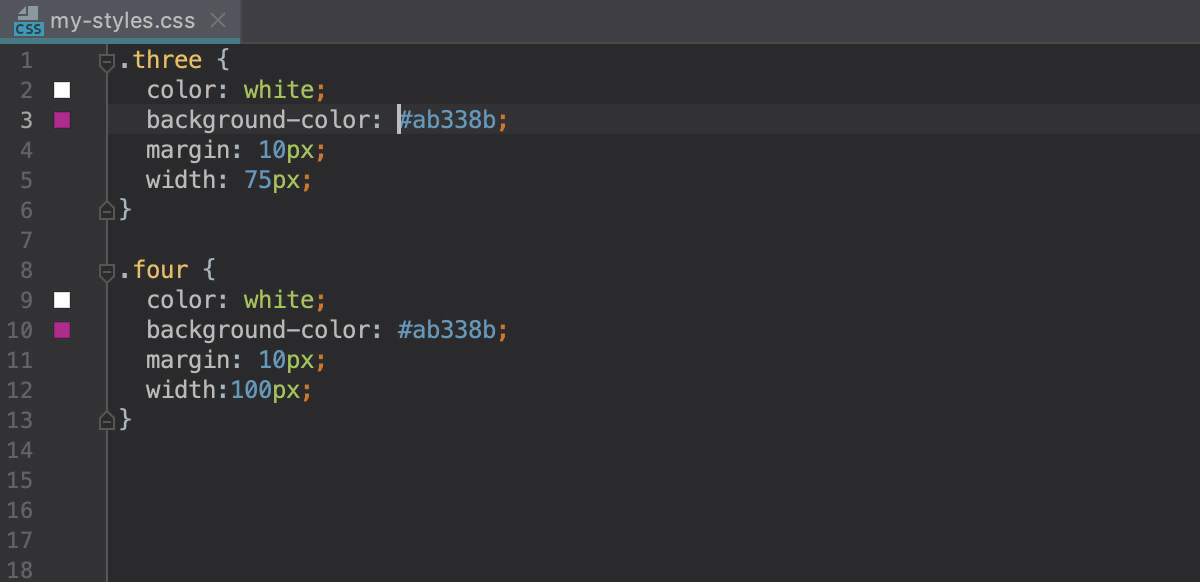 CSS my-styles.css
1 .three {
2 color: white;
3 background-color: #ab338b;
4 margin: 10px;
5 width: 75px;
6 }
7
8 .four {
9 color: white;
10 background-color: #ab338b;
11 margin: 10px;
12 width:100px;
13 }
14
15
16
17
18